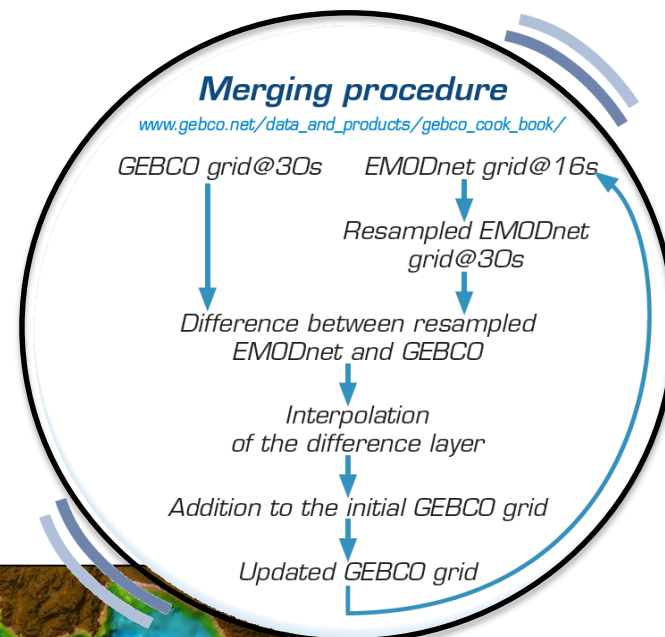 Merging procedure
www.gebco.net/data_and_products/gebco_cook_book/
GEBCO grid@30s EMODnet grid@16s
Resampled EMODnet
grid@30s
Difference between resampled
EMODnet and GEBCO
Interpolation
of the difference layer
Addition to the initial GEBCO grid
Updated GEBCO grid